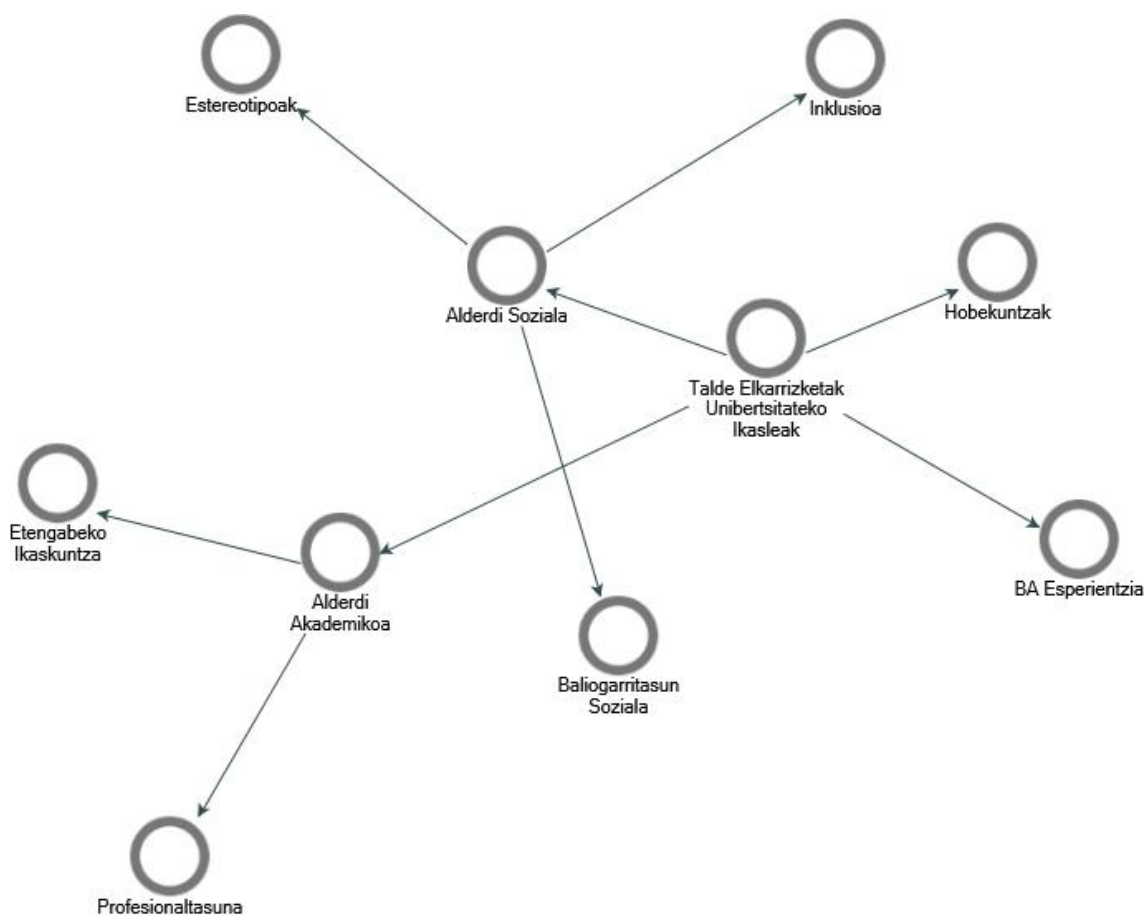 Estereotipoak
Inklusioa
Alderdi Soziala
Hobekuntzak
Talde Elkarrizketak
Unibertsitateko
Ikasleak
Etengabeko
Ikaskuntza
Alderdi
Akademikoa
BA Esperientzia
Baliogarritasun
Soziala
Profesionaltasuna